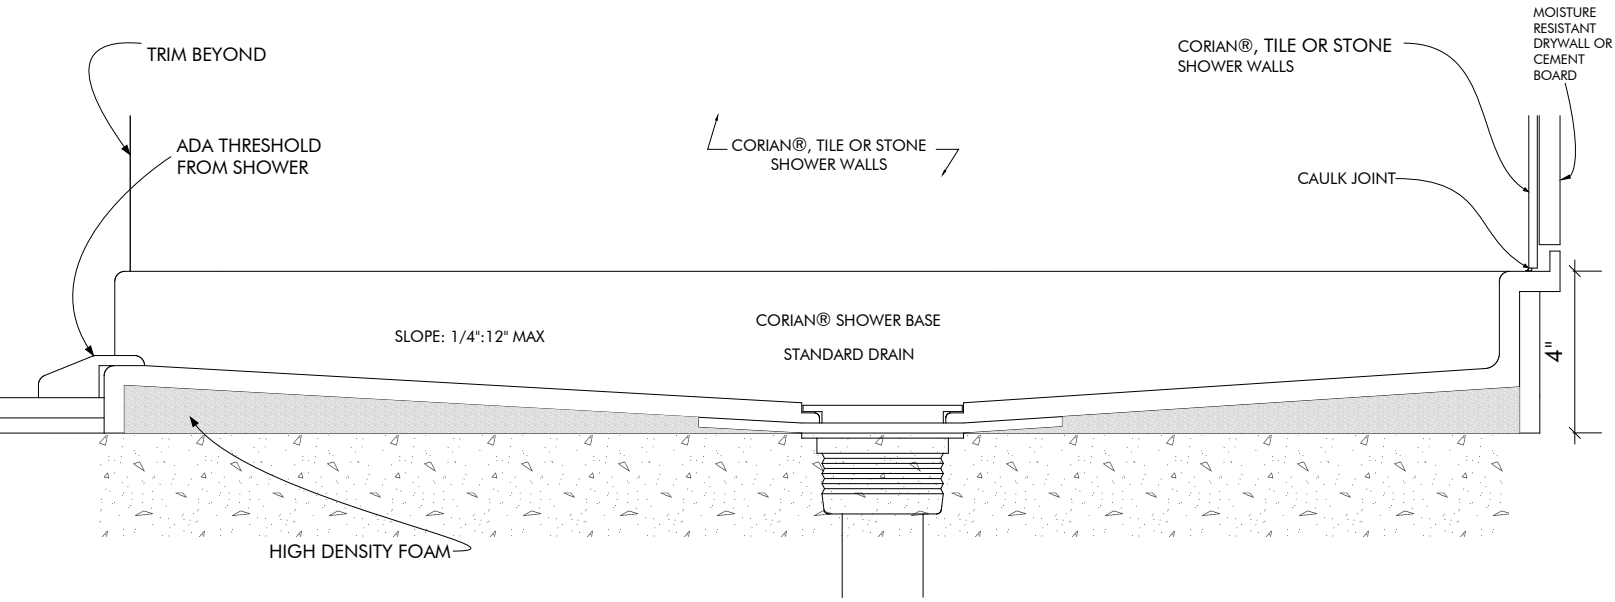 MOISTURE
RESISTANT
DRYWALL OR
CEMENT
BOARD
TRIM BEYOND
CORIAN®, TILE OR STONE
SHOWER WALLS
ADA THRESHOLD
FROM SHOWER
CORIAN®, TILE OR STONE
SHOWER WALLS
CAULK JOINT
SLOPE: 1/4":12" MAX
CORIAN® SHOWER BASE
STANDARD DRAIN
4"
HIGH DENSITY FOAM